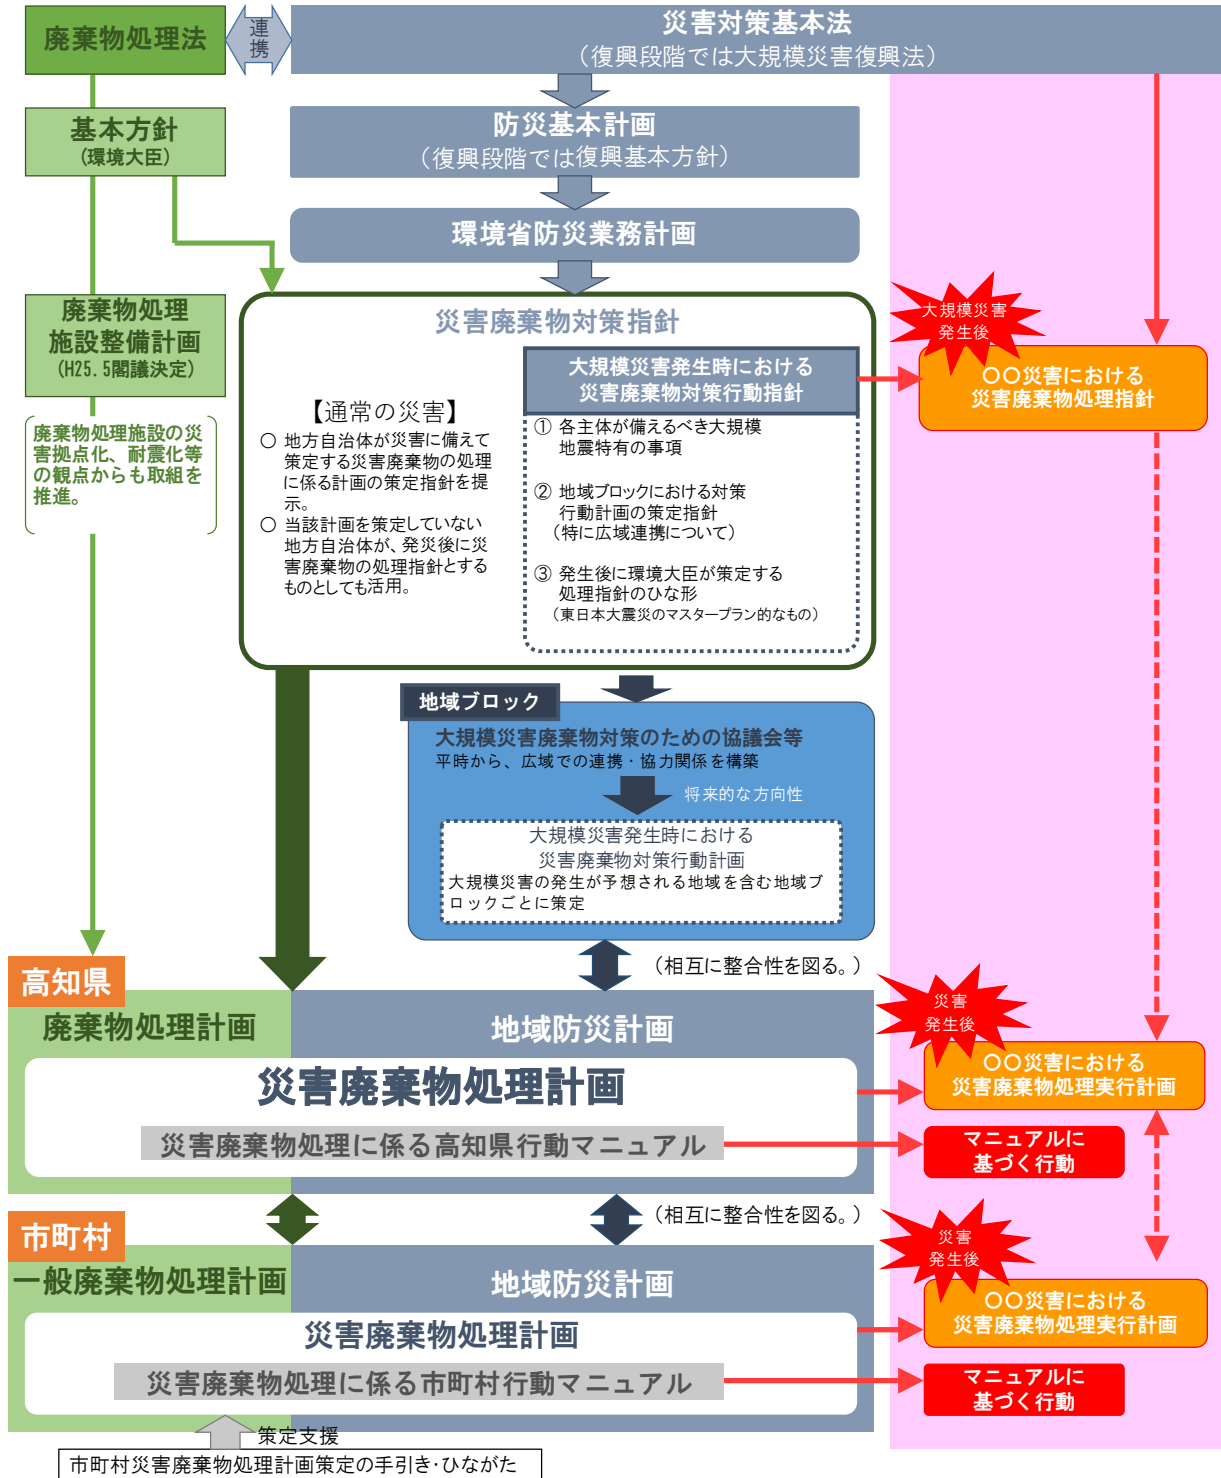 廃棄物処理法
連
携
災害対策基本法
（復興段階では大規模災害復興法）
基本方針
（環境大臣）
防災基本計画
（復興段階では復興基本方針）
環境省防災業務計画
廃棄物処理
施設整備計画
（H25.5閣議決定）
廃棄物処理施設の災
害拠点化、耐震化等
の観点からも取組を
推進。
災害廃棄物対策指針
【通常の災害】
○ 地方自治体が災害に備えて
策定する災害廃棄物の処理
に係る計画の策定指針を提
示。
○ 当該計画を策定していない
地方自治体が、発災後に災
害廃棄物の処理指針とする
ものとしても活用。
大規模災害発生時における
災害廃棄物対策行動指針
① 各主体が備えるべき大規模
地震特有の事項
② 地域ブロックにおける対策
行動計画の策定指針
（特に広域連携について）
③ 発生後に環境大臣が策定する
処理指針のひな形
（東日本大震災のマスタープラン的なもの）
大規模災害
発生後
○○災害における
災害廃棄物処理指針
地域ブロック
大規模災害廃棄物対策のための協議会等
平時から、広域での連携・協力関係を構築
将来的な方向性
大規模災害発生時における
災害廃棄物対策行動計画
大規模災害の発生が予想される地域を含む地域ブ
ロックごとに策定
（相互に整合性を図る。）
高知県
廃棄物処理計画
地域防災計画
災害廃棄物処理計画
災害廃棄物処理に係る高知県行動マニュアル
災害
発生後
○○災害における
災害廃棄物処理実行計画
マニュアルに
基づく行動
（相互に整合性を図る。）
市町村
一般廃棄物処理計画
地域防災計画
災害廃棄物処理計画
災害廃棄物処理に係る市町村行動マニュアル
災害
発生後
○○災害における
災害廃棄物処理実行計画
マニュアルに
基づく行動
策定支援
市町村災害廃棄物処理計画策定の手引き・ひながた